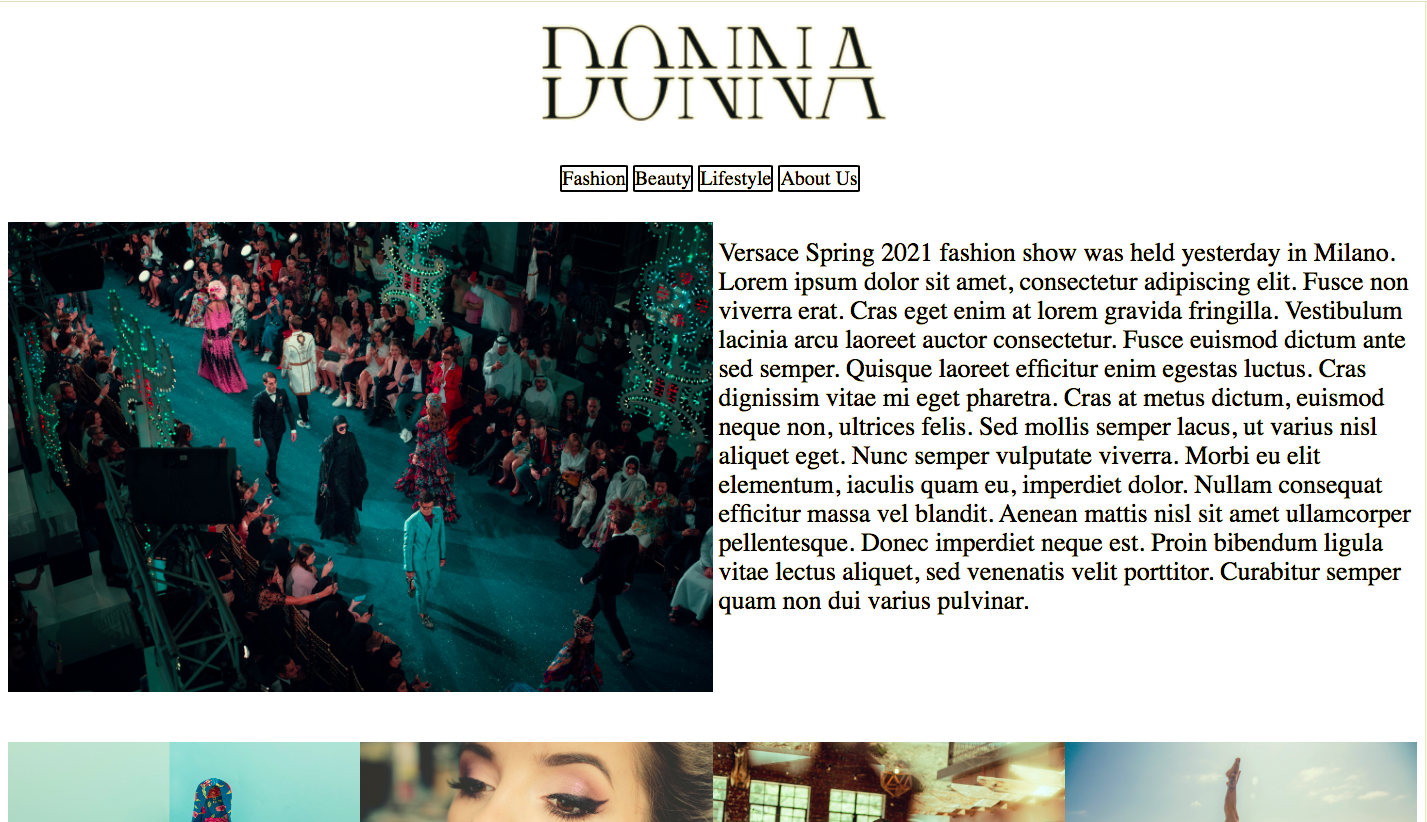 DONNA
Fashion Beauty Lifestyle About Us
Versace Spring 2021 fashion show was held yesterday in Milano.
Lorem ipsum dolor sit amet, consectetur adipiscing elit. Fusce non
viverra erat. Cras eget enim at lorem gravida fringilla. Vestibulum
lacinia arcu laoreet auctor consectetur. Fusce euismod dictum ante
sed semper. Quisque laoreet efficitur enim egestas luctus. Cras
dignissim vitae mi eget pharetra. Cras at metus dictum, euismod
neque non, ultrices felis. Sed mollis semper lacus, ut varius nisl
aliquet eget. Nunc semper vulputate viverra. Morbi eu elit
elementum, iaculis quam eu, imperdiet dolor. Nullam consequat
efficitur massa vel blandit. Aenean mattis nisl sit amet ullamcorper
pellentesque. Donec imperdiet neque est. Proin bibendum ligula
vitae lectus aliquet, sed venenatis velit porttitor. Curabitur semper
quam non dui varius pulvinar.